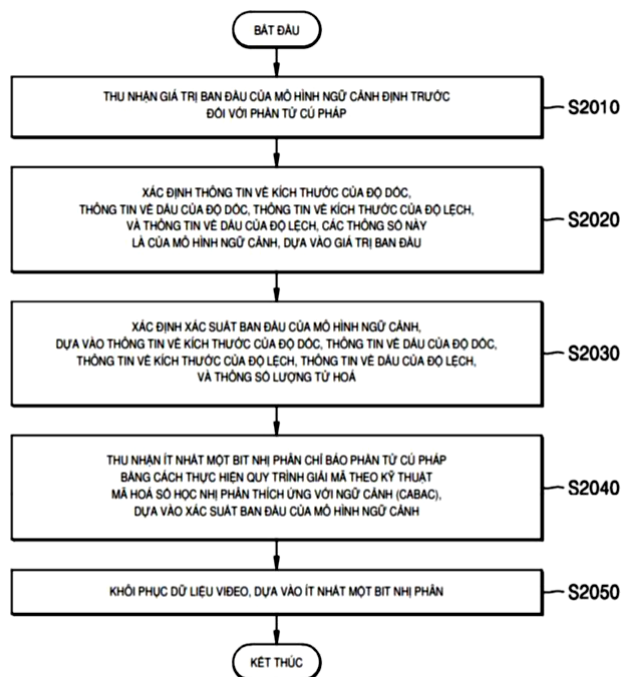 BẮT ĐẦU
THU NHẬN GIÁ TRỊ BAN ĐẦU CỦA MÔ HÌNH NGỮ CẢNH ĐỊNH TRƯỚC
ĐỐI VỚI PHẦN TỬ CÚ PHÁP
S2010
XÁC ĐỊNH THÔNG TIN VỀ KÍCH THƯỚC CỦA ĐỘ DỐC,
THÔNG TIN VỀ DẤU CỦA ĐỘ DỐC, THÔNG TIN VỀ KÍCH THƯỚC CỦA ĐỘ LỆCH,
VÀ THÔNG TIN VỀ DẤU CỦA ĐỘ LỆCH, CÁC THÔNG SỐ NÀY
LÀ CỦA MÔ HÌNH NGỮ CẢNH, DỰA VÀO GIÁ TRỊ BAN ĐẦU
S2020
XÁC ĐỊNH XÁC SUẤT BAN ĐẦU CỦA MÔ HÌNH NGỮ CẢNH,
DỰA VÀO THÔNG TIN VỀ KÍCH THƯỚC CỦA ĐỘ DỐC, THÔNG TIN VỀ DẤU CỦA ĐỘ DỐC,
THÔNG TIN VỀ KÍCH THƯỚC CỦA ĐỘ LỆCH, THÔNG TIN VỀ DẤU CỦA ĐỘ LỆCH,
VÀ THÔNG SỐ LƯỢNG TỬ HOÁ
S2030
THU NHẬN ÍT NHẤT MỘT BIT NHỊ PHÂN CHỈ BÁO PHẦN TỬ CÚ PHÁP
BẰNG CÁCH THỰC HIỆN QUY TRÌNH GIẢI MÃ THEO KỸ THUẬT
MÃ HOÁ SỐ HỌC NHỊ PHÂN THÍCH ỨNG VỚI NGỮ CẢNH (CABAC),
DỰA VÀO XÁC SUẤT BAN ĐẦU CỦA MÔ HÌNH NGỮ CẢNH
S2040
KHÔI PHỤC DỮ LIỆU VIĐEO, DỰA VÀO ÍT NHẤT MỘT BIT NHỊ PHÂN
S2050
KẾT THÚC